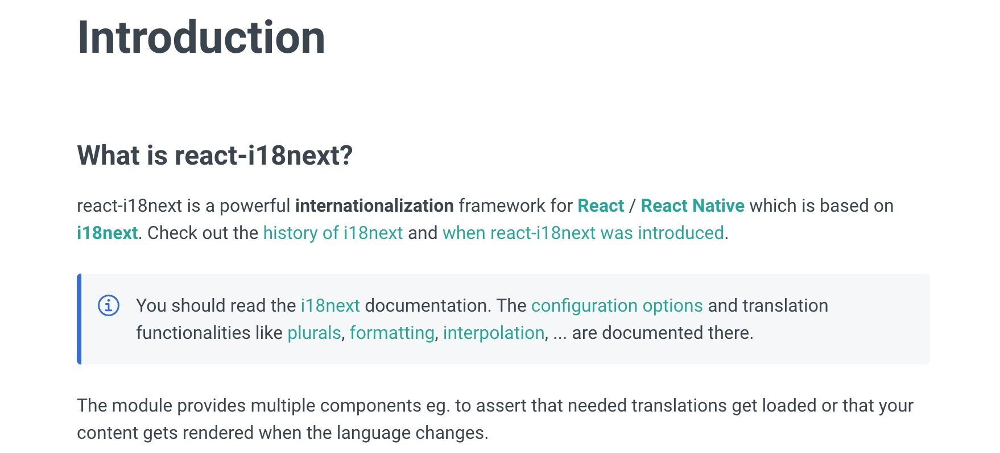 Introduction
What is react-i18next?
react-i18next is a powerful internationalization framework for React / React Native which is based on
i18next. Check out the history of i18next and when react-i18next was introduced.
You should read the i18next documentation. The configuration options and translation
functionalities like plurals, formatting, interpolation, ... are documented there.
The module provides multiple components eg. to assert that needed translations get loaded or that your
content gets rendered when the language changes.